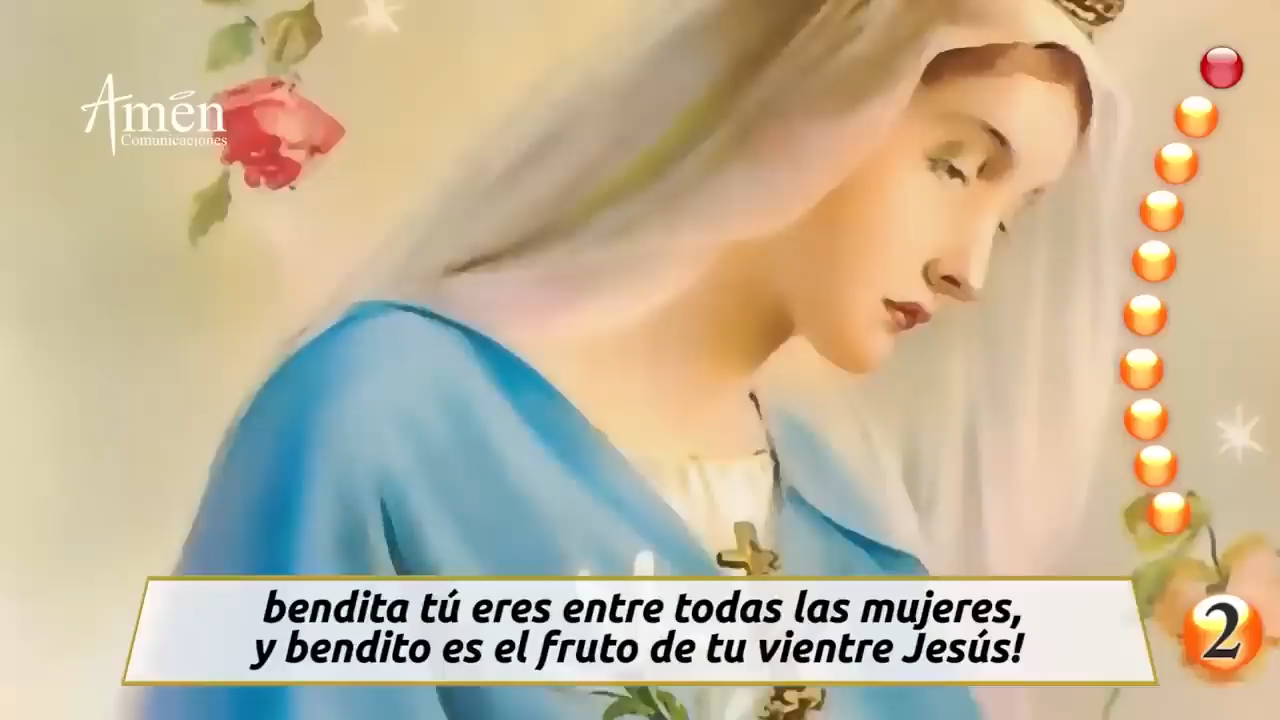 Amén
Comunicaciones
bendita tú eres entre todas las mujeres,
y bendito es el fruto de tu vientre Jesús!
2